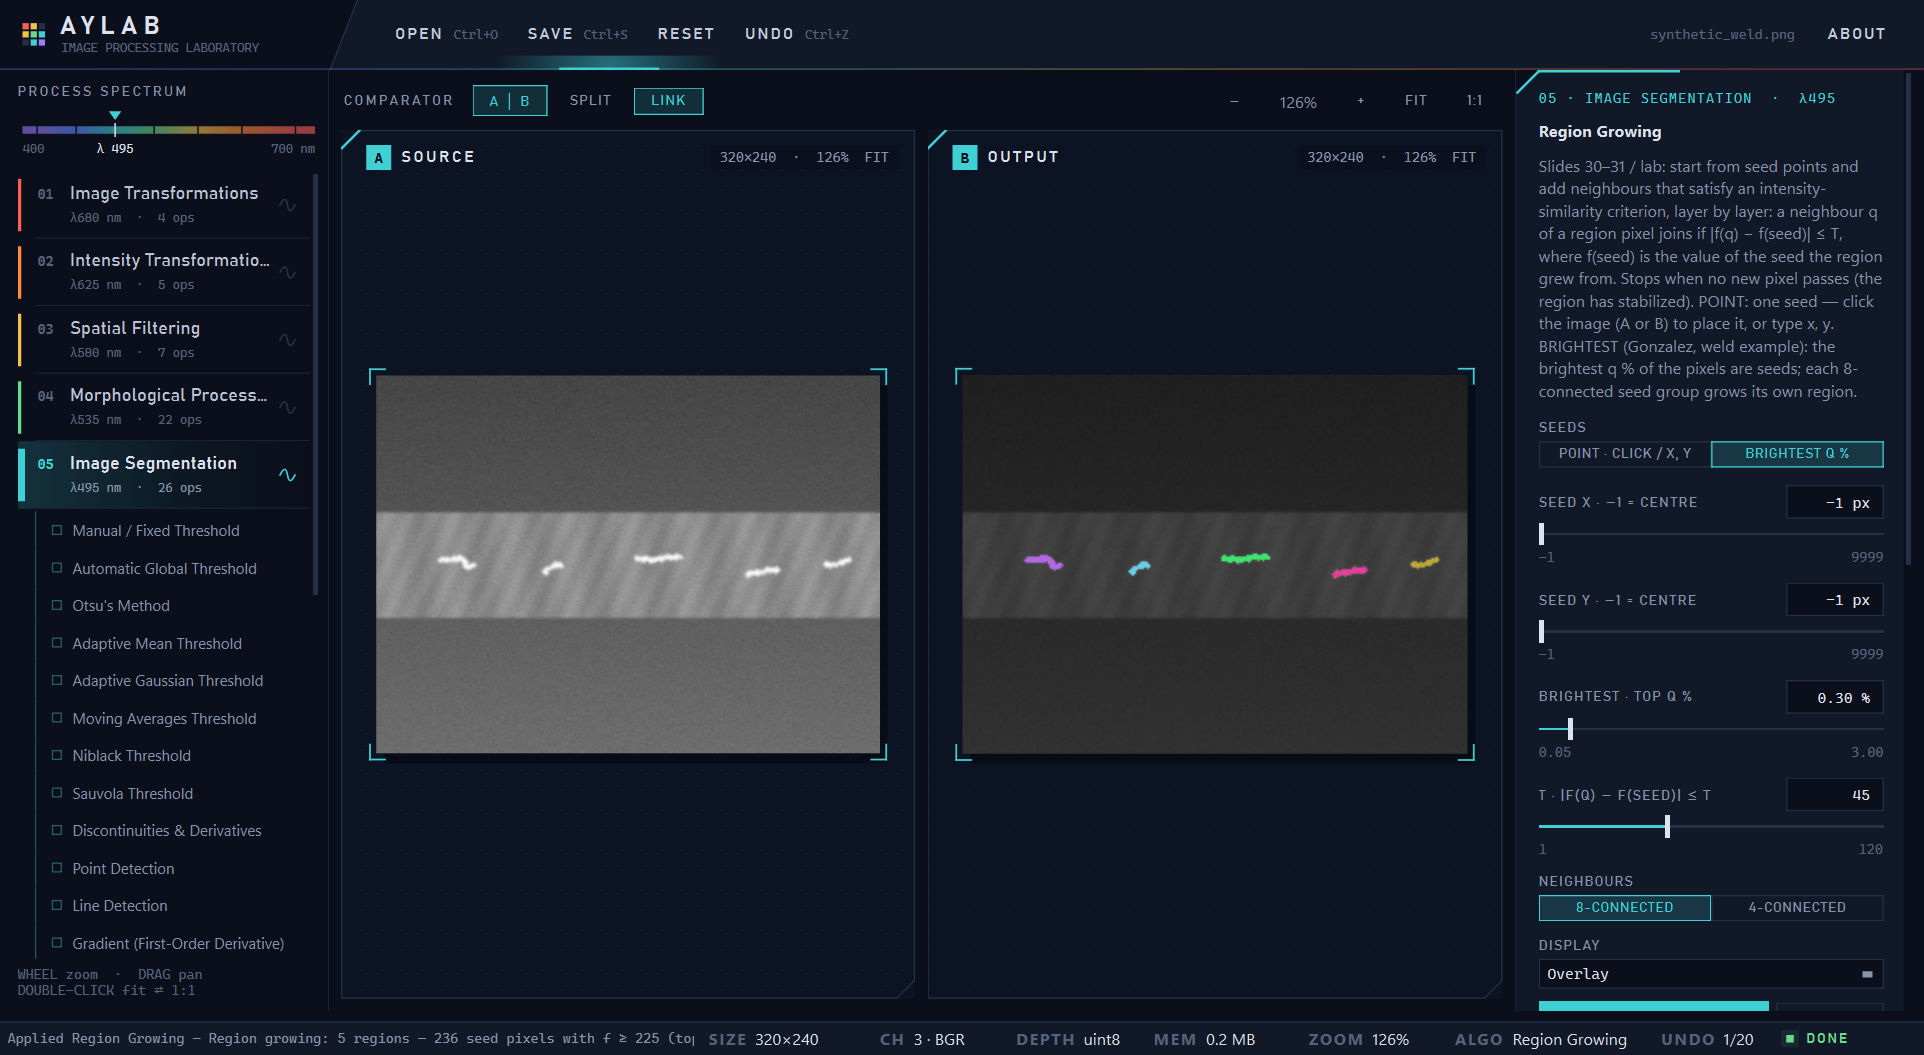 AYLAB
IMAGE PROCESSING LABORATORY
OPEN Ctrl+O SAVE Ctrl+S RESET UNDO Ctrl+Z
synthetic_weld.png ABOUT
PROCESS SPECTRUM
400 λ 495 700 nm
01 Image Transformations
λ680 nm · 4 ops
02 Intensity Transformatio...
λ625 nm · 5 ops
03 Spatial Filtering
λ580 nm · 7 ops
04 Morphological Process...
λ535 nm · 22 ops
05 Image Segmentation
λ495 nm · 26 ops
Manual / Fixed Threshold
Automatic Global Threshold
Otsu's Method
Adaptive Mean Threshold
Adaptive Gaussian Threshold
Moving Averages Threshold
Niblack Threshold
Sauvola Threshold
Discontinuities & Derivatives
Point Detection
Line Detection
Gradient (First-Order Derivative)
WHEEL zoom · DRAG pan
DOUBLE-CLICK fit ⇄ 1:1
COMPARATOR A | B SPLIT LINK − 126% + FIT 1:1
A SOURCE 320×240 · 126% FIT
B OUTPUT 320×240 · 126% FIT
05 · IMAGE SEGMENTATION · λ495
Region Growing
Slides 30–31 / lab: start from seed points and
add neighbours that satisfy an intensity-
similarity criterion, layer by layer: a neighbour q
of a region pixel joins if |f(q) − f(seed)| ≤ T,
where f(seed) is the value of the seed the region
grew from. Stops when no new pixel passes (the
region has stabilized). POINT: one seed — click
the image (A or B) to place it, or type x, y.
BRIGHTEST (Gonzalez, weld example): the
brightest q % of the pixels are seeds; each 8-
connected seed group grows its own region.
SEEDS
POINT · CLICK / X, Y BRIGHTEST Q %
SEED X · −1 = CENTRE −1 px
−1 9999
SEED Y · −1 = CENTRE −1 px
−1 9999
BRIGHTEST · TOP Q % 0.30 %
0.05 3.00
T · |F(Q) − F(SEED)| ≤ T 45
1 120
NEIGHBOURS
8-CONNECTED 4-CONNECTED
DISPLAY
Overlay
Applied Region Growing — Region growing: 5 regions — 236 seed pixels with f ≥ 225 (top SIZE 320×240 CH 3 · BGR DEPTH uint8 MEM 0.2 MB ZOOM 126% ALGO Region Growing UNDO 1/20 DONE